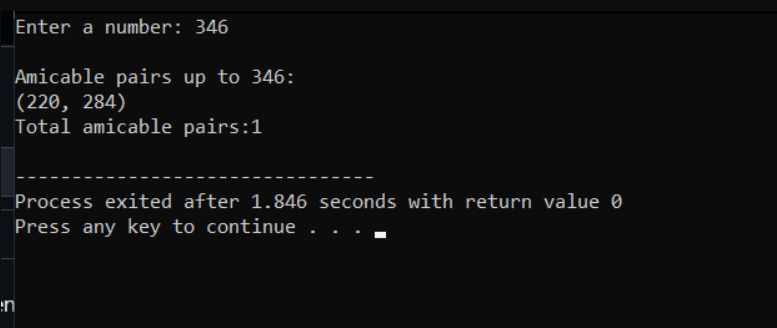 Enter a number: 346
Amicable pairs up to 346:
(220, 284)
Total amicable pairs:1
--------------------------------
Process exited after 1.846 seconds with return value 0
Press any key to continue . . .
en